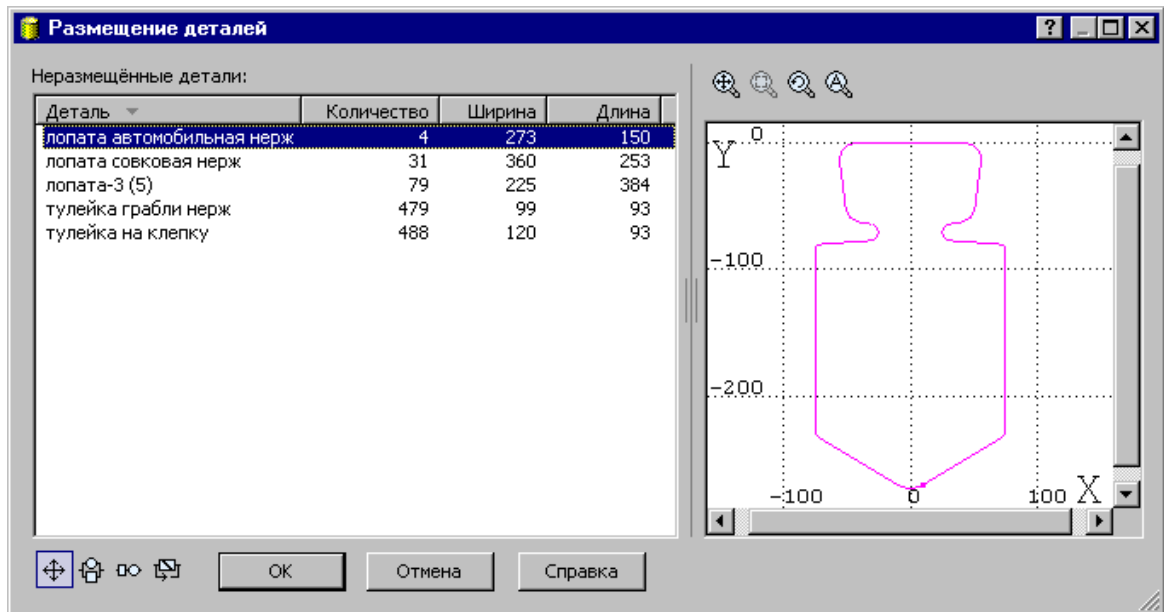 Размещение деталей
Неразмещённые детали:
Деталь Количество Ширина Длина
лопата автомобильная нерж 4 273 150
лопата совковая нерж 31 360 253
лопата-3 (5) 79 225 384
тулейка грабли нерж 479 99 93
тулейка на клепку 488 120 93
0
Y
-100
-200
-100 0 100 X
ОК Отмена Справка